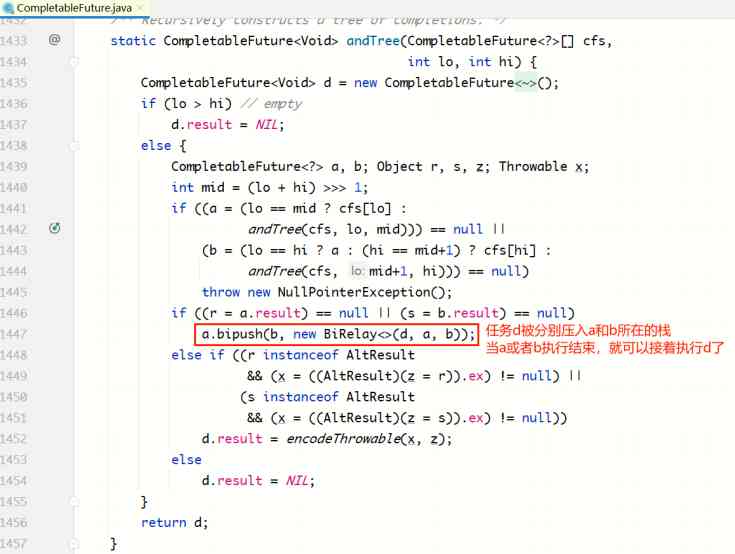 CompletableFuture.java ×
1432 /** Recursively constructs a tree of completions. */
1433 @ static CompletableFuture<Void> andTree(CompletableFuture<?>[] cfs,
1434 int lo, int hi) {
1435 CompletableFuture<Void> d = new CompletableFuture<~>();
1436 if (lo > hi) // empty
1437 d.result = NIL;
1438 else {
1439 CompletableFuture<?> a, b; Object r, s, z; Throwable x;
1440 int mid = (lo + hi) >>> 1;
1441 if ((a = (lo == mid ? cfs[lo] :
1442 andTree(cfs, lo, mid))) == null ||
1443 (b = (lo == hi ? a : (hi == mid+1) ? cfs[hi] :
1444 andTree(cfs, lo: mid+1, hi))) == null)
1445 throw new NullPointerException();
1446 if ((r = a.result) == null || (s = b.result) == null)
1447 a.bipush(b, new BiRelay<>(d, a, b)); 任务d被分别压入a和b所在的栈
当a或者b执行结束，就可以接着执行d了
1448 else if ((r instanceof AltResult
1449 && (x = ((AltResult)(z = r)).ex) != null) ||
1450 (s instanceof AltResult
1451 && (x = ((AltResult)(z = s)).ex) != null))
1452 d.result = encodeThrowable(x, z);
1453 else
1454 d.result = NIL;
1455 }
1456 return d;
1457 }